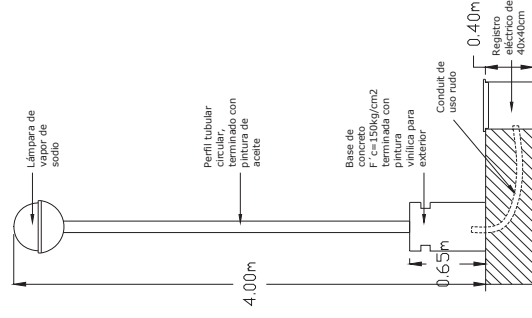 Lámpara de
vapor de
sodio
Perfil tubular
circular,
terminado con
pintura de
aceite
Base de
concreto
F´c=150kg/cm2
terminada con
pintura
vinílica para
exterior
Conduit de
uso rudo
0.40m
Registro
eléctrico de
40x40cm
4.00m
0.65m